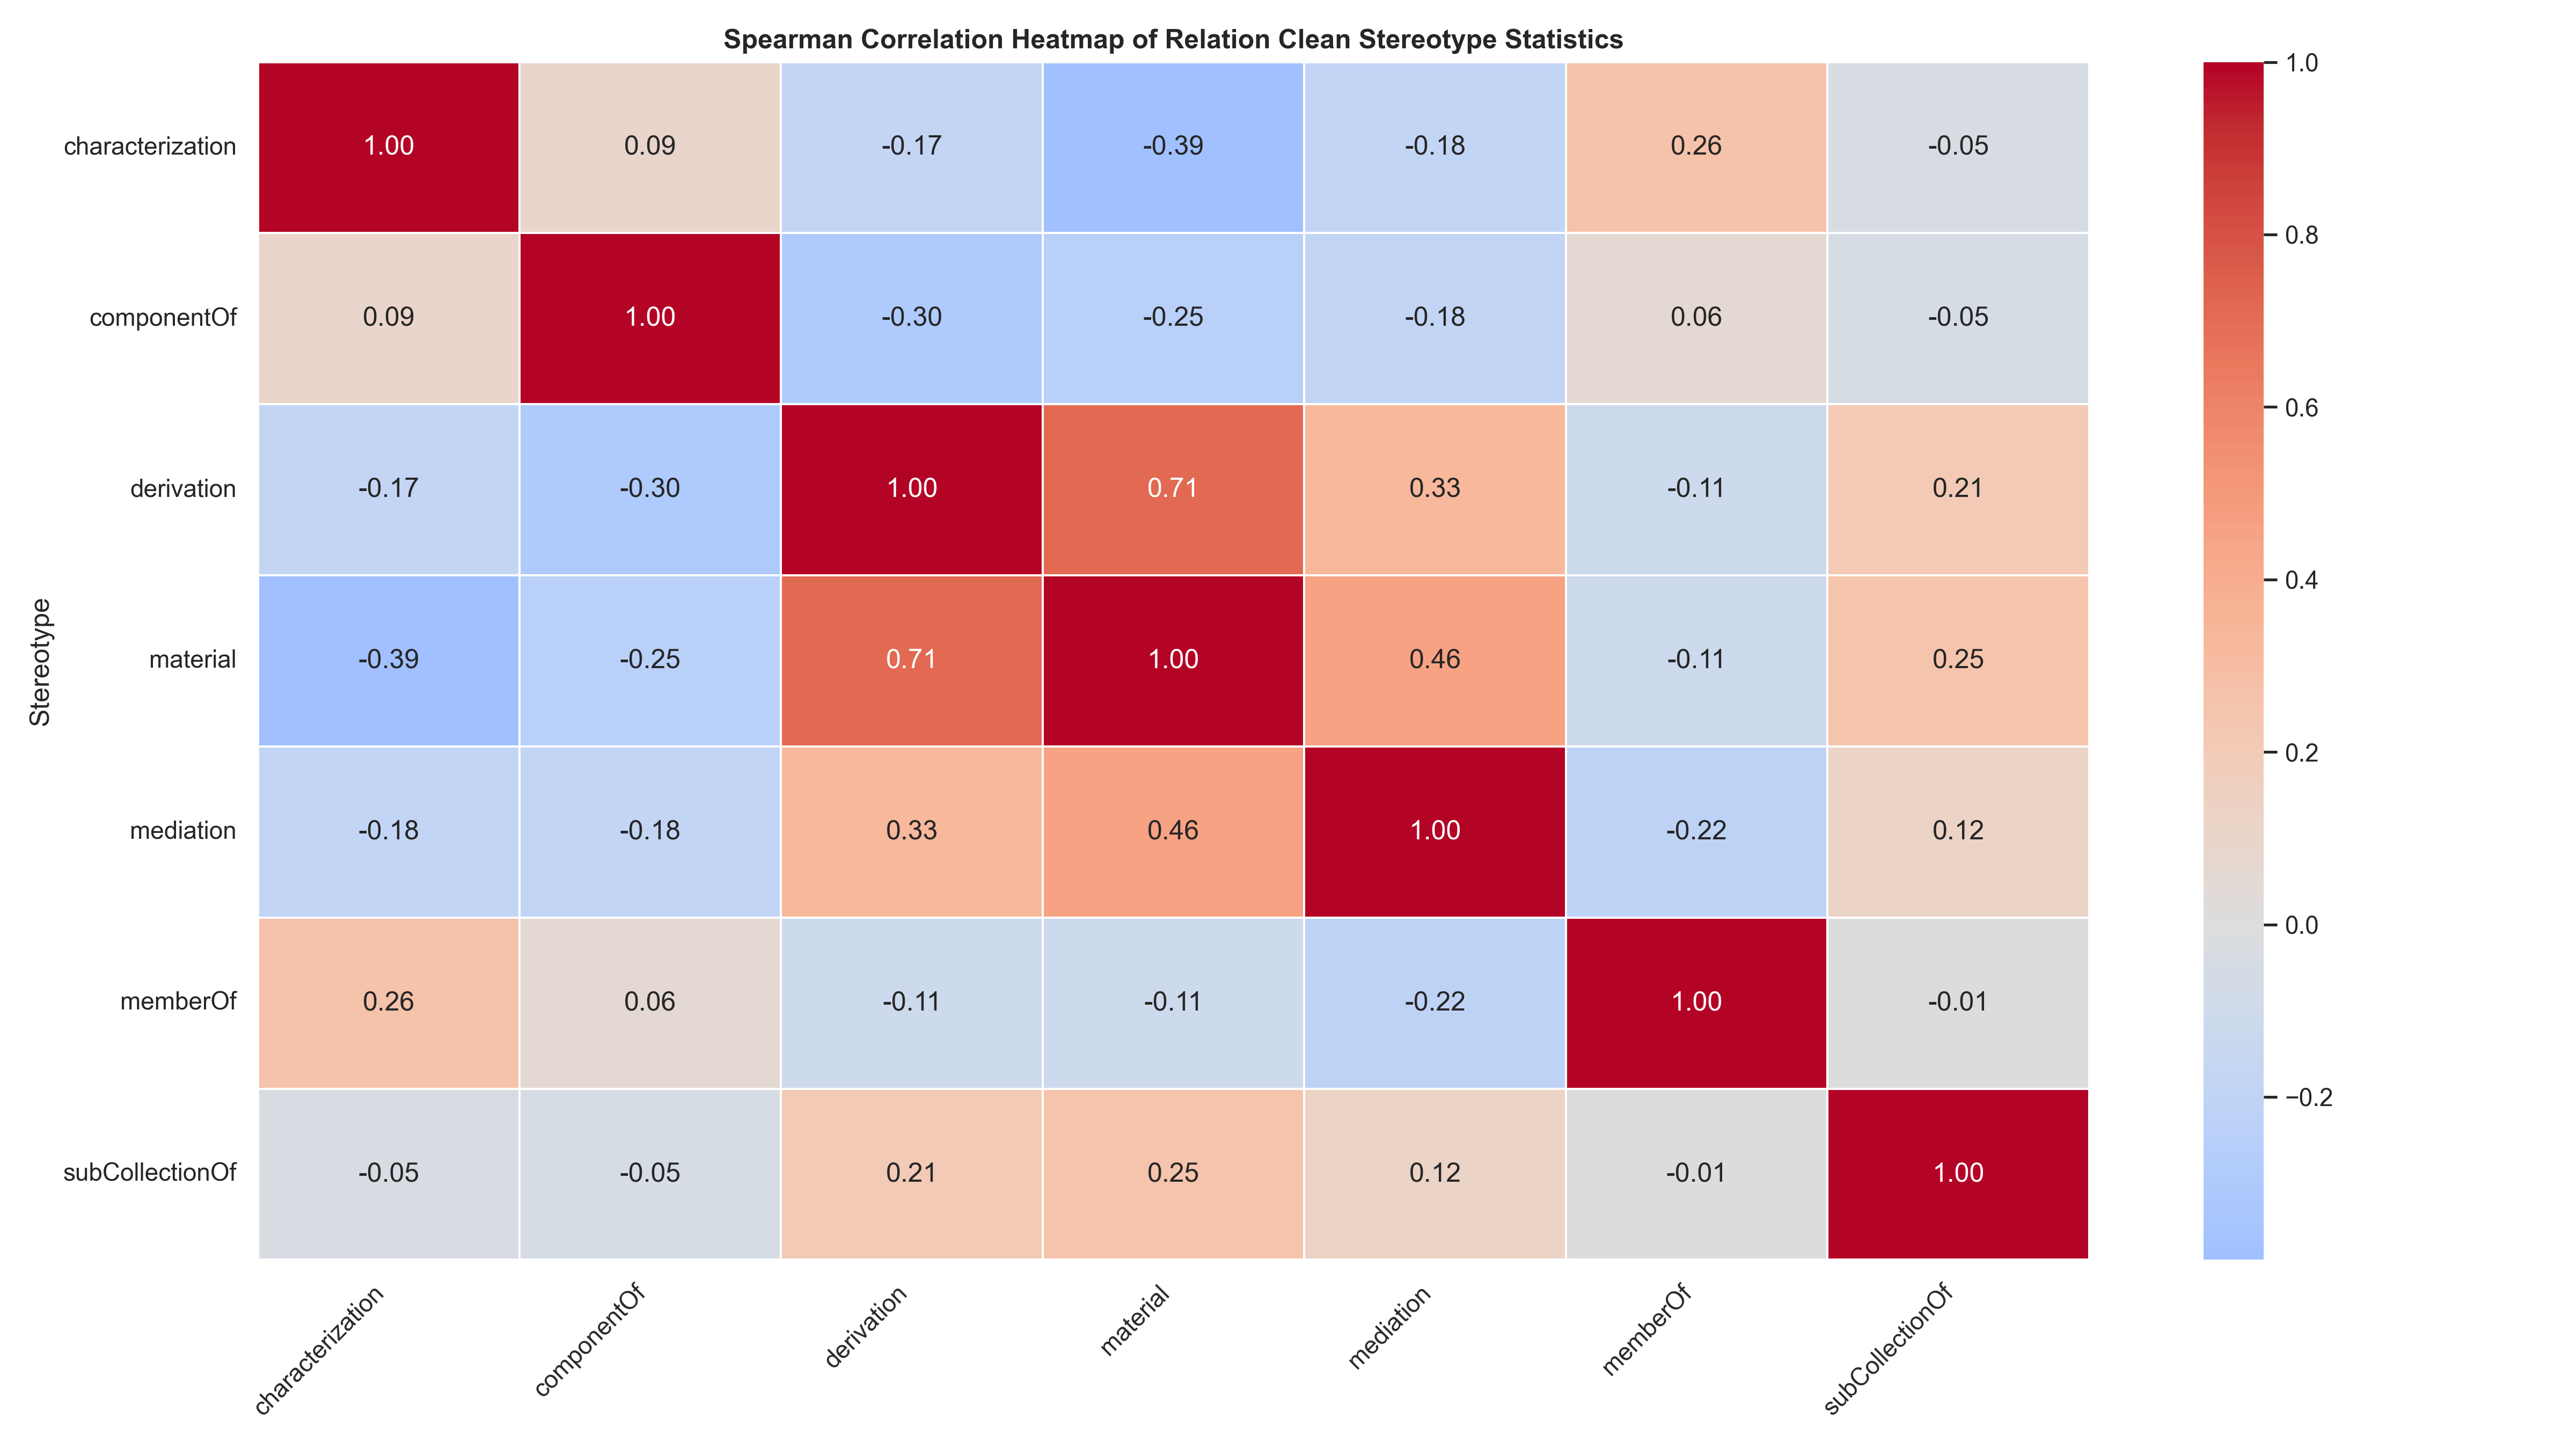 Spearman Correlation Heatmap of Relation Clean Stereotype Statistics
Stereotype
characterization 1.00 0.09 -0.17 -0.39 -0.18 0.26 -0.05
componentOf 0.09 1.00 -0.30 -0.25 -0.18 0.06 -0.05
derivation -0.17 -0.30 1.00 0.71 0.33 -0.11 0.21
material -0.39 -0.25 0.71 1.00 0.46 -0.11 0.25
mediation -0.18 -0.18 0.33 0.46 1.00 -0.22 0.12
memberOf 0.26 0.06 -0.11 -0.11 -0.22 1.00 -0.01
subCollectionOf -0.05 -0.05 0.21 0.25 0.12 -0.01 1.00
characterization componentOf derivation material mediation memberOf subCollectionOf
1.0
0.8
0.6
0.4
0.2
0.0
−0.2